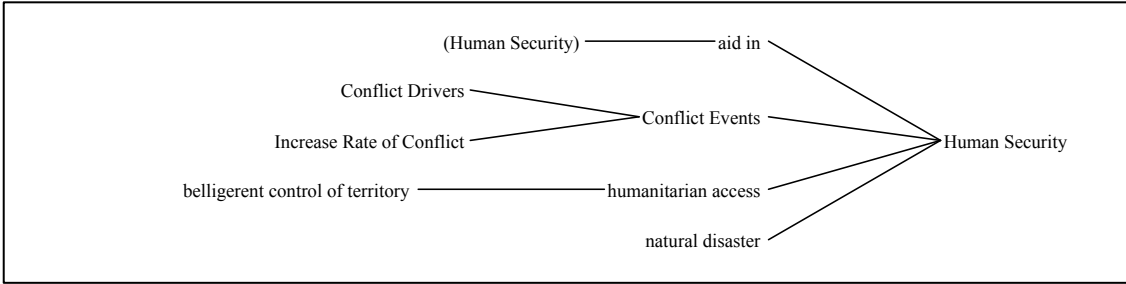 (Human Security)
aid in
Conflict Drivers
Conflict Events
Increase Rate of Conflict
Human Security
belligerent control of territory
humanitarian access
natural disaster